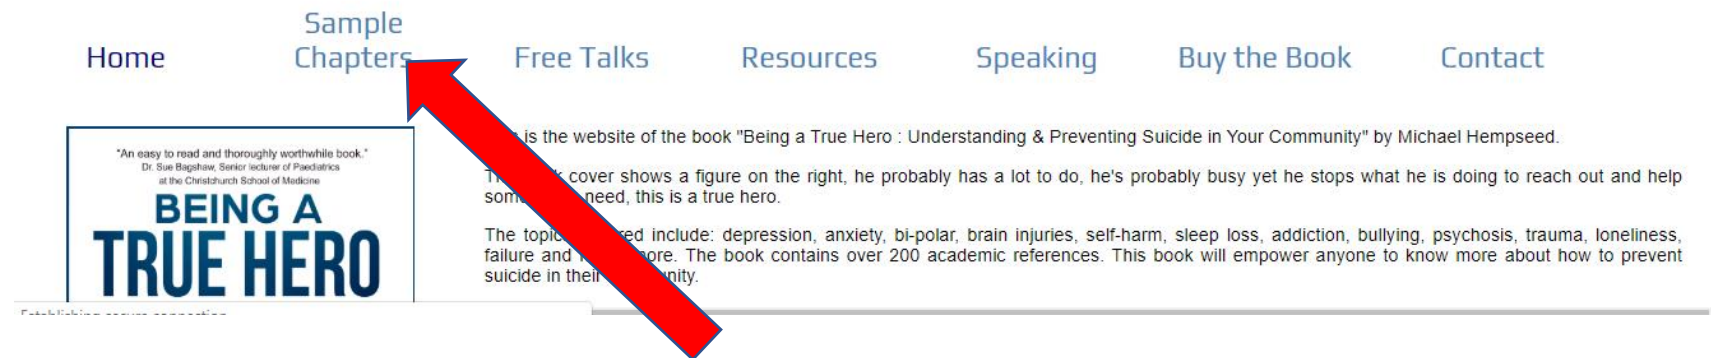 Sample
Home Chapters Free Talks Resources Speaking Buy the Book Contact
"An easy to read and thoroughly worthwhile book."
Dr. Sue Bagshaw, Senior lecturer of Paediatrics
at the Christchurch School of Medicine
BEING A
TRUE HERO
is the website of the book "Being a True Hero : Understanding & Preventing Suicide in Your Community" by Michael Hempseed.
cover shows a figure on the right, he probably has a lot to do, he's probably busy yet he stops what he is doing to reach out and help
need, this is a true hero.
The include: depression, anxiety, bi-polar, brain injuries, self-harm, sleep loss, addiction, bullying, psychosis, trauma, loneliness,
failure and more. The book contains over 200 academic references. This book will empower anyone to know more about how to prevent
suicide in their